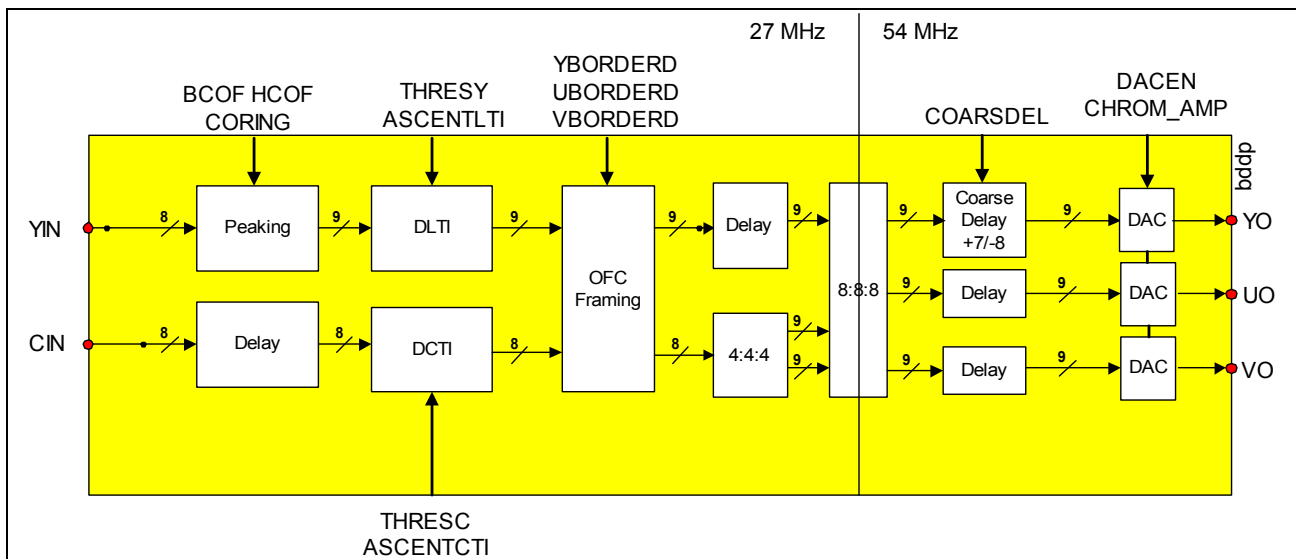 27 MHz
54 MHz
BCOF HCOF
CORING
THRESY
ASCENTLTI
YBORDERD
UBORDERD
VBORDERD
COARSDEL
DACEN
CHROM_AMP
bddp
YIN
8
Peaking
9
DLTI
9
OFC
Framing
9
Delay
9
8:8:8
9
Coarse
Delay
+7/-8
9
DAC
YO
9
Delay
9
DAC
UO
CIN
8
Delay
8
DCTI
8
8
4:4:4
9
9
9
Delay
9
DAC
VO
THRESC
ASCENTCTI